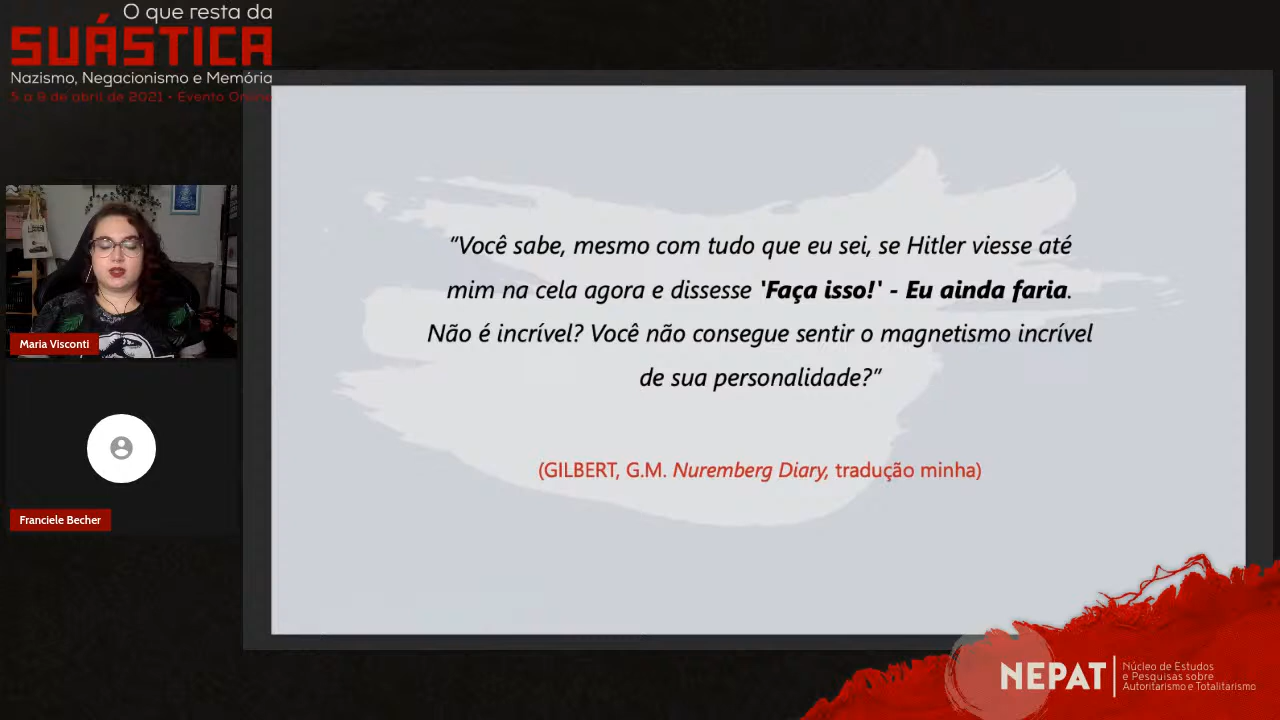 O que resta da
SUÁSTICA
Nazismo, Negacionismo e Memória
5 a 9 de abril de 2021 • Evento Online
"Você sabe, mesmo com tudo que eu sei, se Hitler viesse até
mim na cela agora e dissesse 'Faça isso!' - Eu ainda faria.
Não é incrível? Você não consegue sentir o magnetismo incrível
de sua personalidade?"
(GILBERT, G.M. Nuremberg Diary, tradução minha)
Maria Visconti
Franciele Becher
NEPAT
Núcleo de Estudos
e Pesquisas sobre
Autoritarismo e Totalitarismo